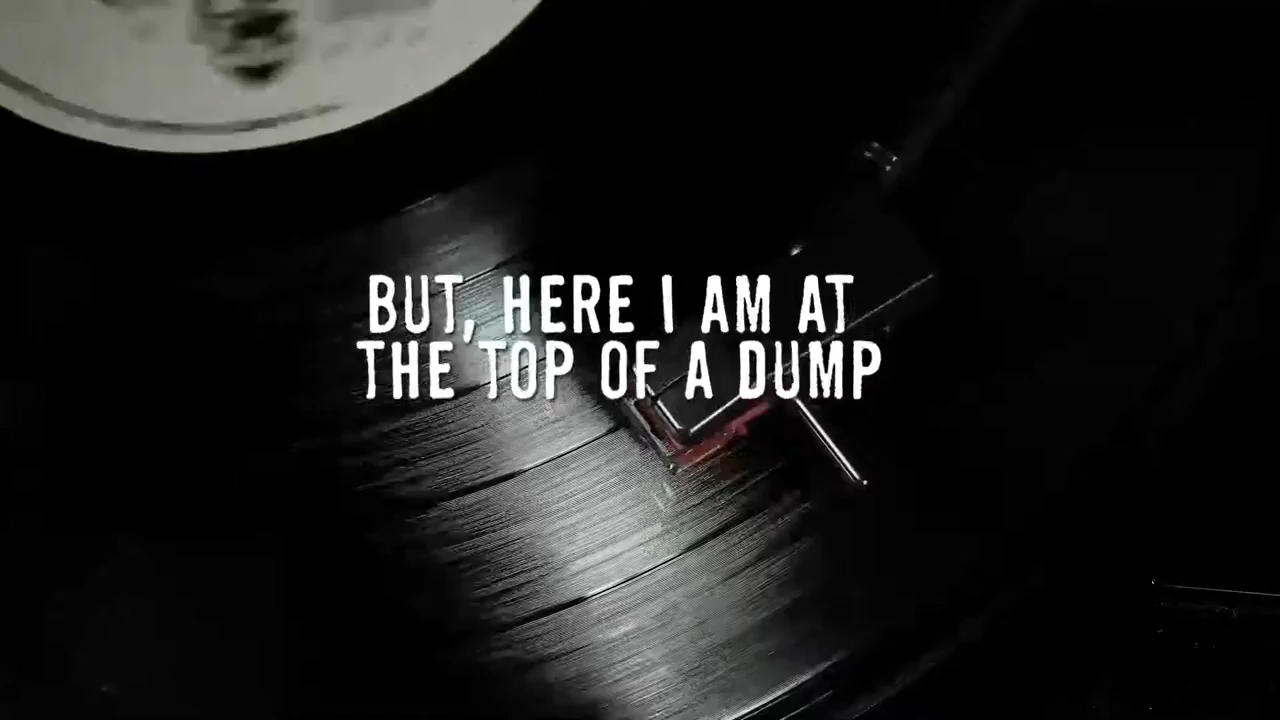 BUT, HERE I AM AT
THE TOP OF A DUMP